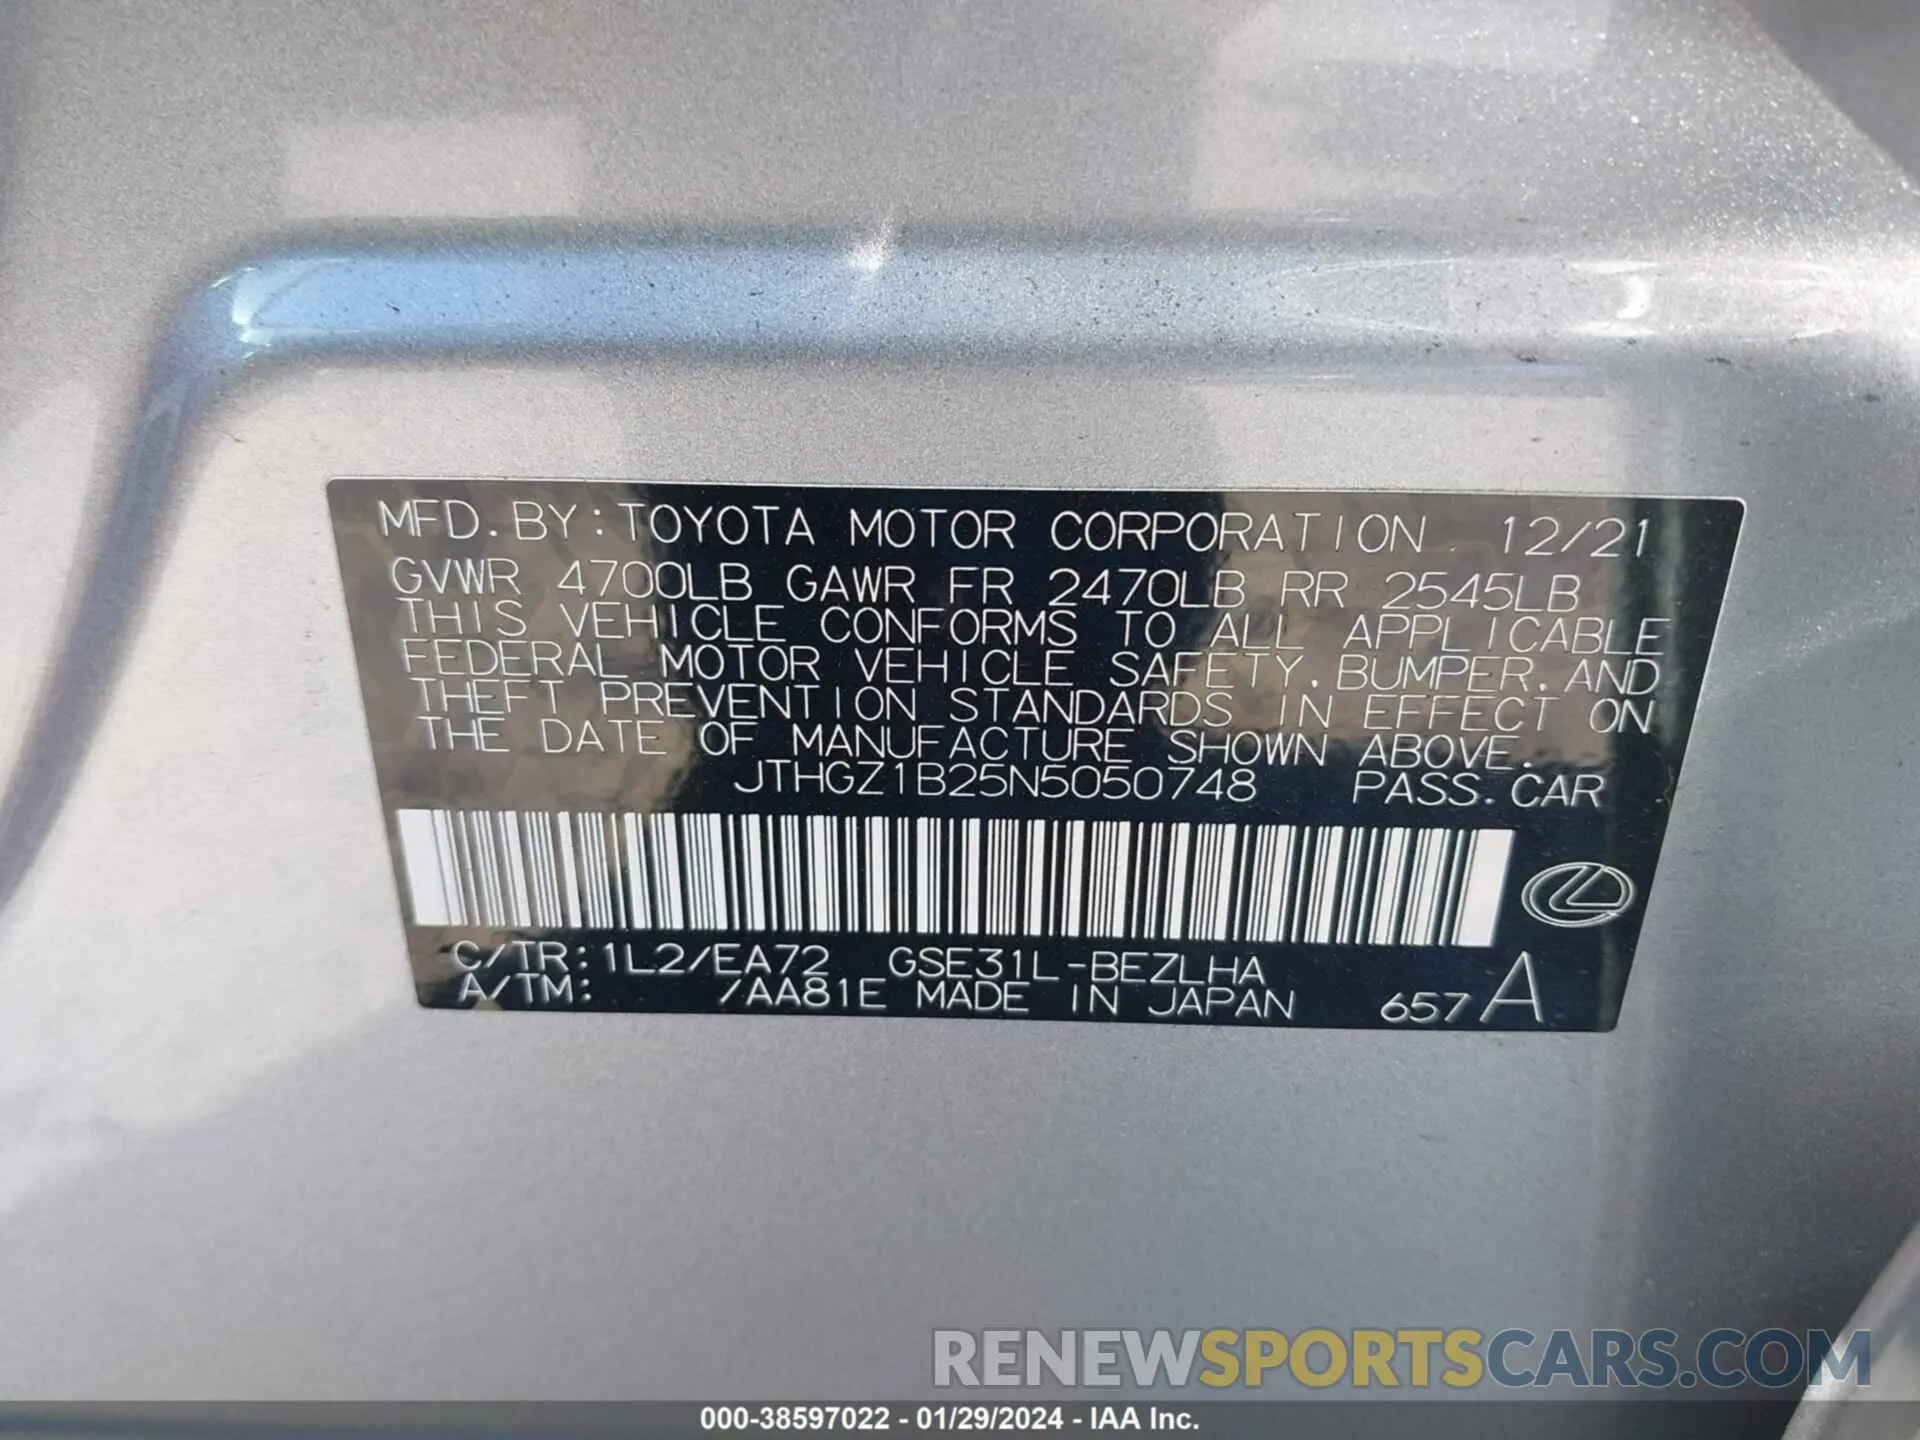 MFD. BY: TOYOTA MOTOR CORPORATION 12/21
GVWR 4700LB GAWR FR 2470LB RR 2545LB
THIS VEHICLE CONFORMS TO ALL APPLICABLE
FEDERAL MOTOR VEHICLE SAFETY, BUMPER, AND
THEFT PREVENTION STANDARDS IN EFFECT ON
THE DATE OF MANUFACTURE SHOWN ABOVE.
JTHGZ1B25N5050748 PASS. CAR
C/TR: 1L2/EA72 GSE31L-BEZLHA
A/TM: /AA81E MADE IN JAPAN 657 A
RENEWSPORTSCARS.COM
000-38597022 - 01/29/2024 - IAA Inc.